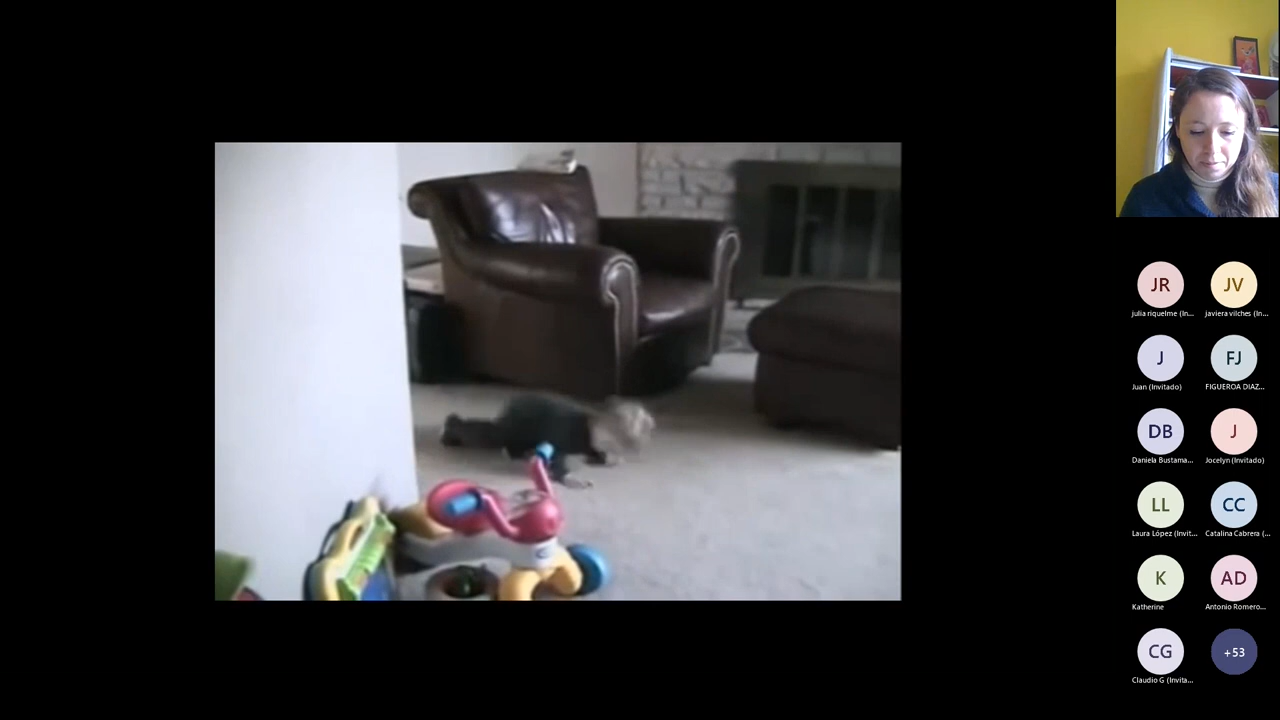 JR
JV
julia riquelme (In...
javiera vilches (In...
J
FJ
Juan (Invitado)
FIGUEROA DIAZ...
DB
J
Daniela Bustama...
Jocelyn (Invitado)
LL
CC
Laura López (Invit...
Catalina Cabrera (...
K
AD
Katherine
Antonio Romero...
CG
+53
Claudio G (Invita...